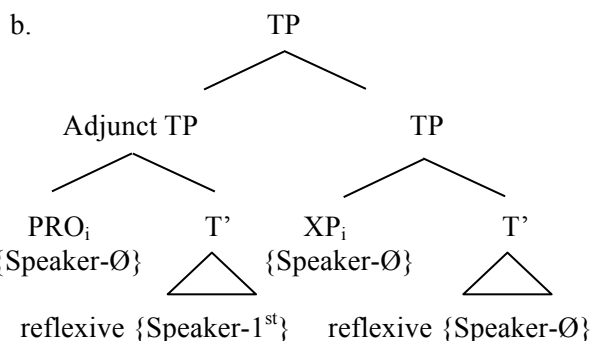 b. TP
Adjunct TP TP
PROᵢ T’ XPᵢ T’
{Speaker-Ø} {Speaker-Ø}
reflexive {Speaker-1ˢᵗ} reflexive {Speaker-Ø}